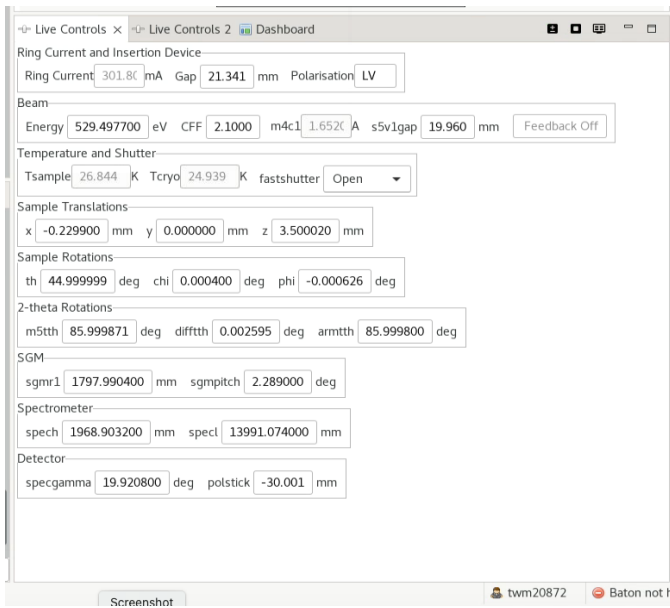 Live Controls × Live Controls 2 Dashboard
Ring Current and Insertion Device
Ring Current 301.8 mA Gap 21.341 mm Polarisation LV
Beam
Energy 529.497700 eV CFF 2.1000 m4c1 1.652 A s5v1gap 19.960 mm Feedback Off
Temperature and Shutter
Tsample 26.844 K Tcryo 24.939 K fastshutter Open
Sample Translations
x -0.229900 mm y 0.000000 mm z 3.500020 mm
Sample Rotations
th 44.999999 deg chi 0.000400 deg phi -0.000626 deg
2-theta Rotations
m5tth 85.999871 deg difftth 0.002595 deg armtth 85.999800 deg
SGM
sgmr1 1797.990400 mm sgmpitch 2.289000 deg
Spectrometer
spech 1968.903200 mm specl 13991.074000 mm
Detector
specgamma 19.920800 deg polstick -30.001 mm
twm20872 Baton not
Screenshot